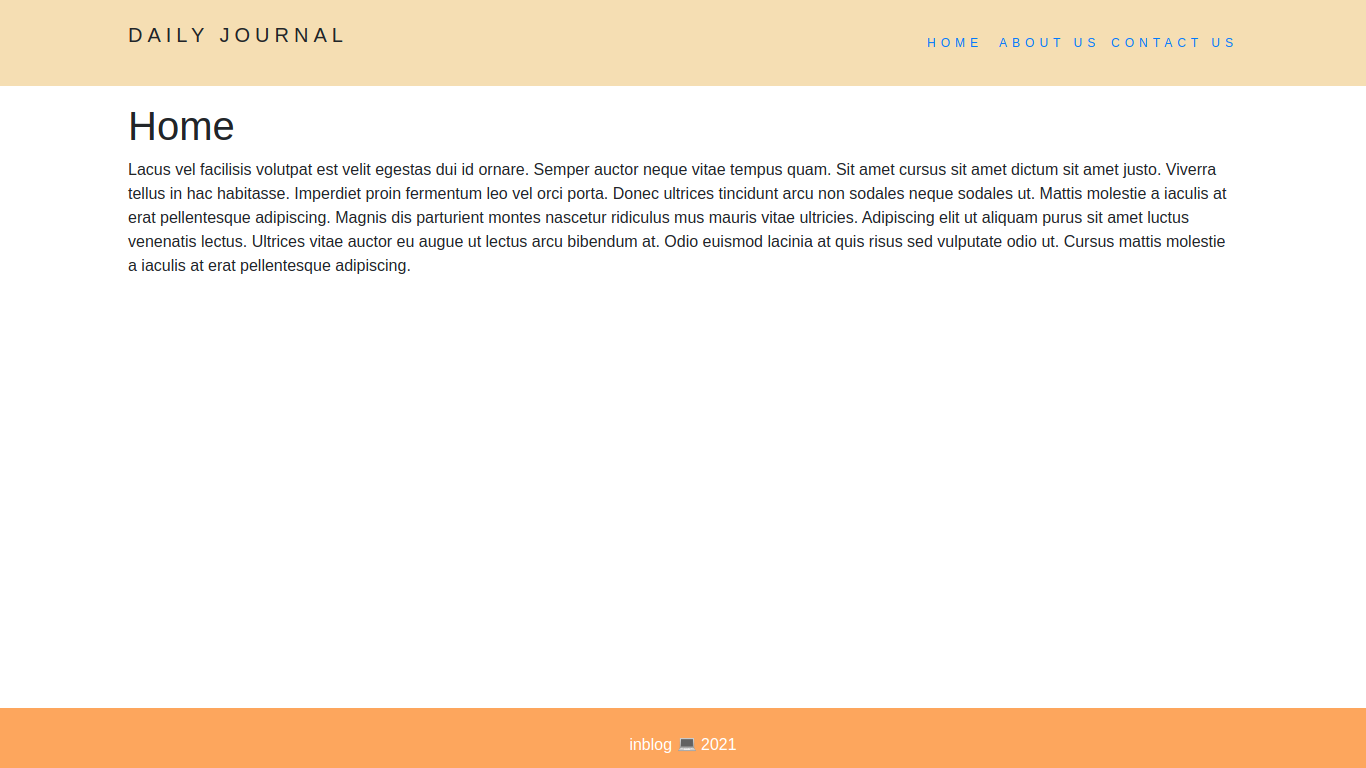 DAILY JOURNAL
HOME ABOUT US CONTACT US
Home
Lacus vel facilisis volutpat est velit egestas dui id ornare. Semper auctor neque vitae tempus quam. Sit amet cursus sit amet dictum sit amet justo. Viverra
tellus in hac habitasse. Imperdiet proin fermentum leo vel orci porta. Donec ultrices tincidunt arcu non sodales neque sodales ut. Mattis molestie a iaculis at
erat pellentesque adipiscing. Magnis dis parturient montes nascetur ridiculus mus mauris vitae ultricies. Adipiscing elit ut aliquam purus sit amet luctus
venenatis lectus. Ultrices vitae auctor eu augue ut lectus arcu bibendum at. Odio euismod lacinia at quis risus sed vulputate odio ut. Cursus mattis molestie
a iaculis at erat pellentesque adipiscing.
inblog 💻 2021